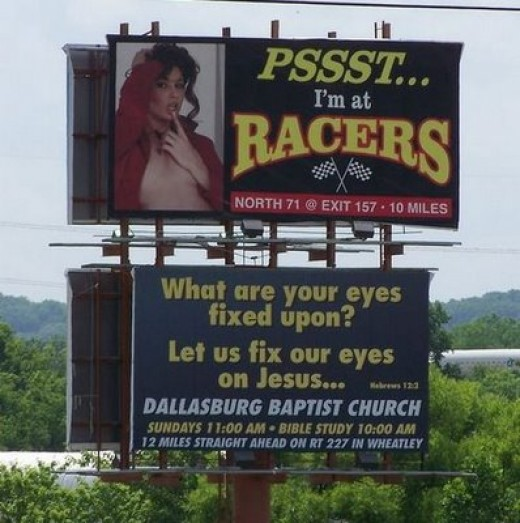 PSSST...
I'm at
RACERS
NORTH 71 @ EXIT 157 • 10 MILES
What are your eyes
fixed upon?
Let us fix our eyes
on Jesus... Hebrews 12:2
DALLASBURG BAPTIST CHURCH
SUNDAYS 11:00 AM • BIBLE STUDY 10:00 AM
12 MILES STRAIGHT AHEAD ON RT 227 IN WHEATLEY